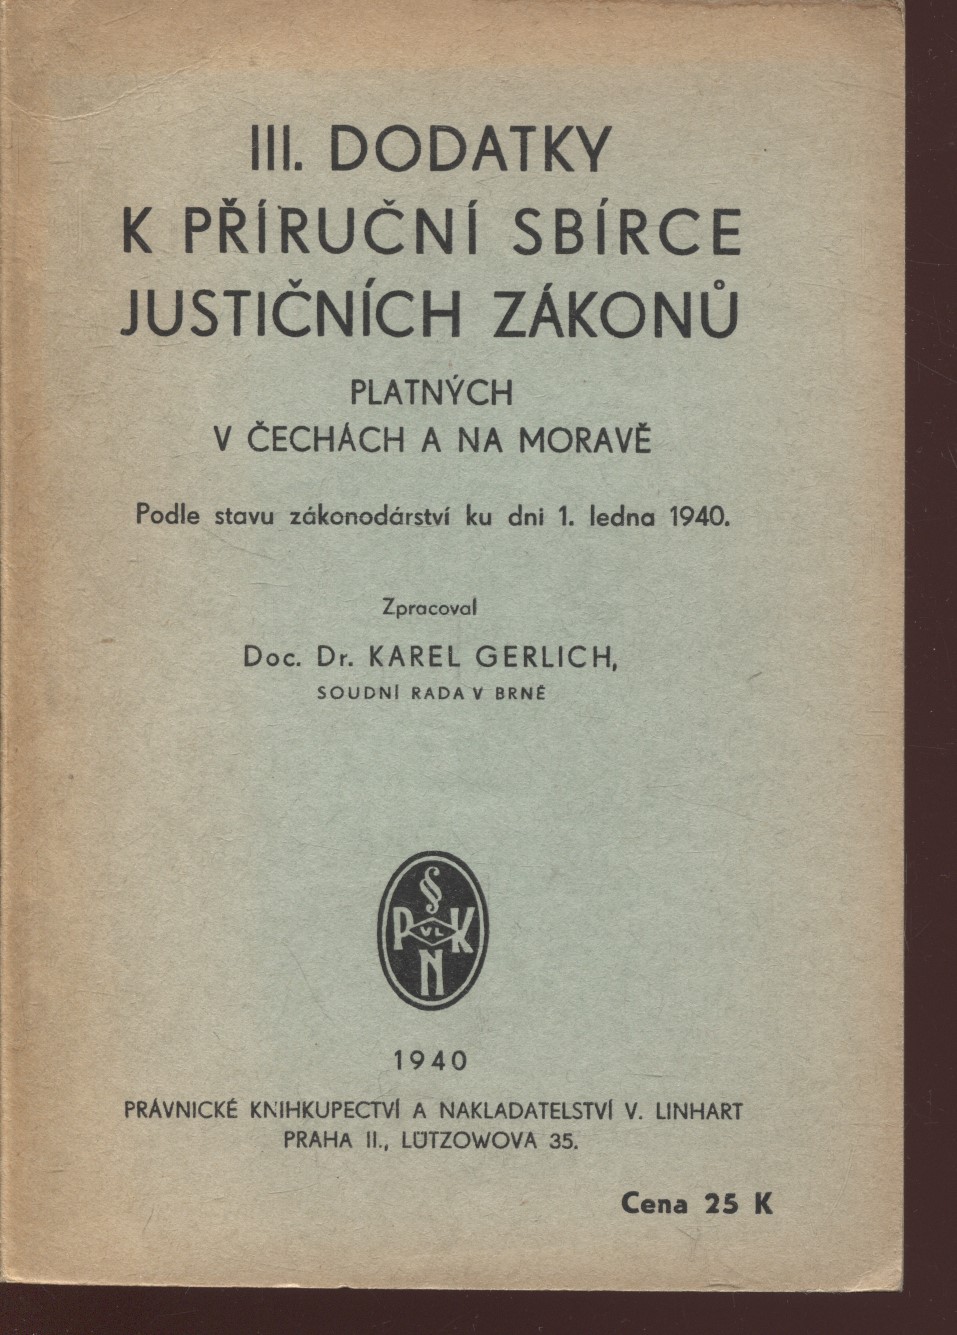 III. DODATKY
K PŘÍRUČNÍ SBÍRCE
JUSTIČNÍCH ZÁKONŮ
PLATNÝCH
V ČECHÁCH A NA MORAVĚ
Podle stavu zákonodárství ku dni 1. ledna 1940.
Zpracoval
Doc. Dr. KAREL GERLICH,
SOUDNÍ RADA V BRNĚ
§
P VL K
N
1940
PRÁVNICKÉ KNIHKUPECTVÍ A NAKLADATELSTVÍ V. LINHART
PRAHA II., LÜTZOWOVA 35.
Cena 25 K